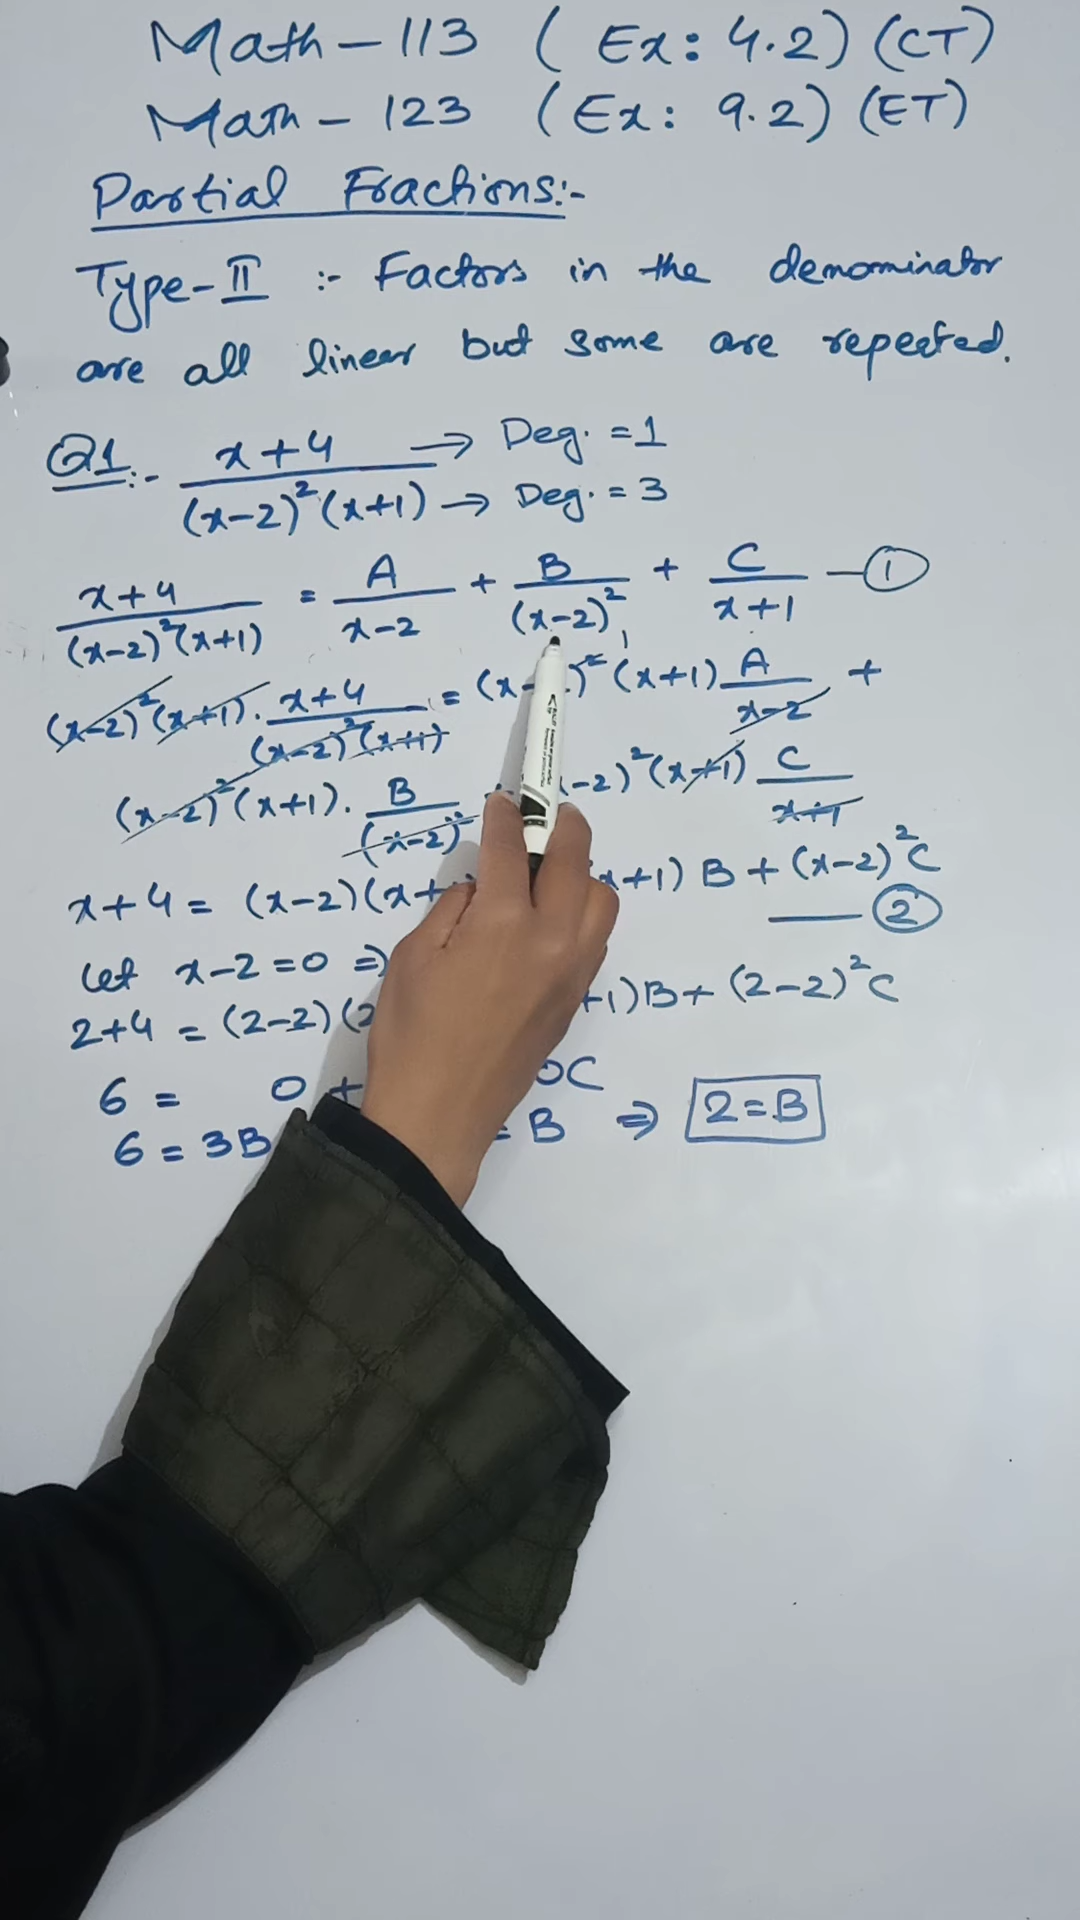 Math - 113 ( Ex: 4.2) (CT)
Math - 123 (Ex: 9.2) (ET)
Partial Fractions:-
Type-II :- Factors in the denominator
are all linear but some are repeated.
Q1:- x+4 / (x-2)²(x+1) → Deg. = 1 → Deg. = 3
x+4 / (x-2)²(x+1) = A / x-2 + B / (x-2)² + C / x+1 — ①
(x-2)²(x+1) . x+4 / (x-2)²(x+1) = (x- )² (x+1) A / x-2 +
(x-2)²(x+1) . B / (x-2)² -2)²(x+1) C / x+1
x+4 = (x-2)(x+ x+1) B + (x-2)²C
— ②
Let x-2=0 ⇒
2+4 = (2-2)(2 +1)B + (2-2)²C
6 = 0 + 0C
6 = 3B = B ⇒ 2=B